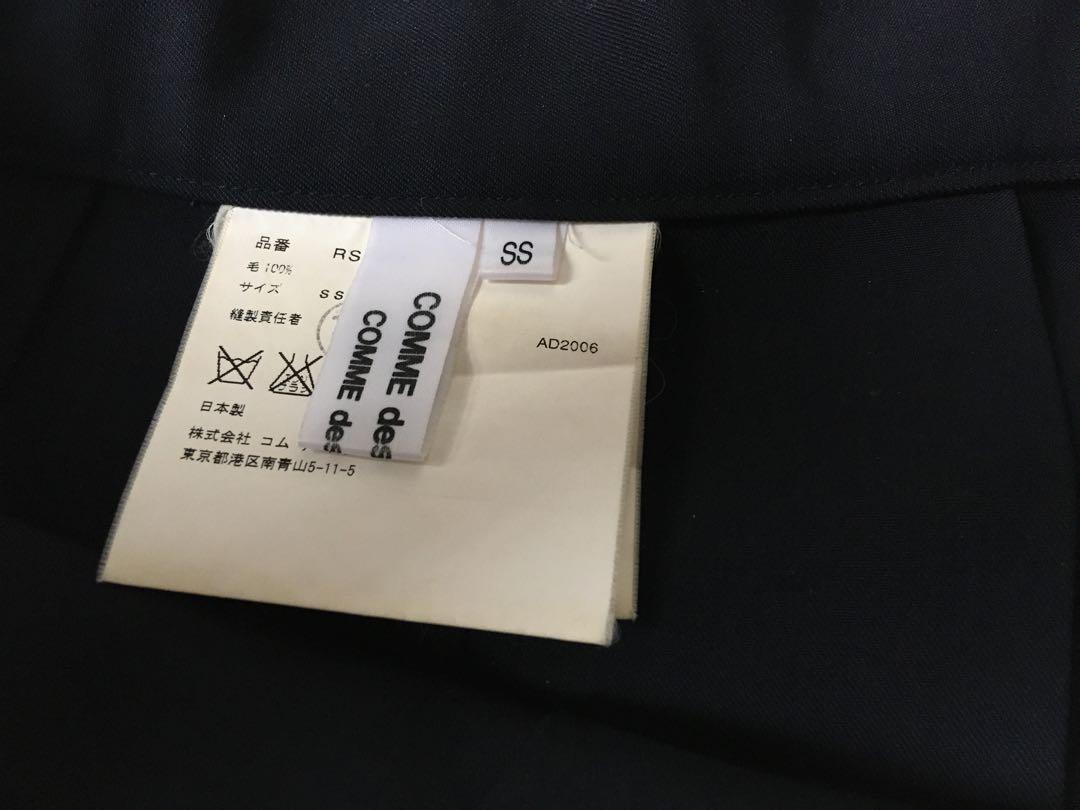 品番 RS
毛 100%
サイズ SS
縫製責任者
日本製
株式会社 コム
東京都港区南青山5-11-5
COMME des
COMME des
SS
AD2006